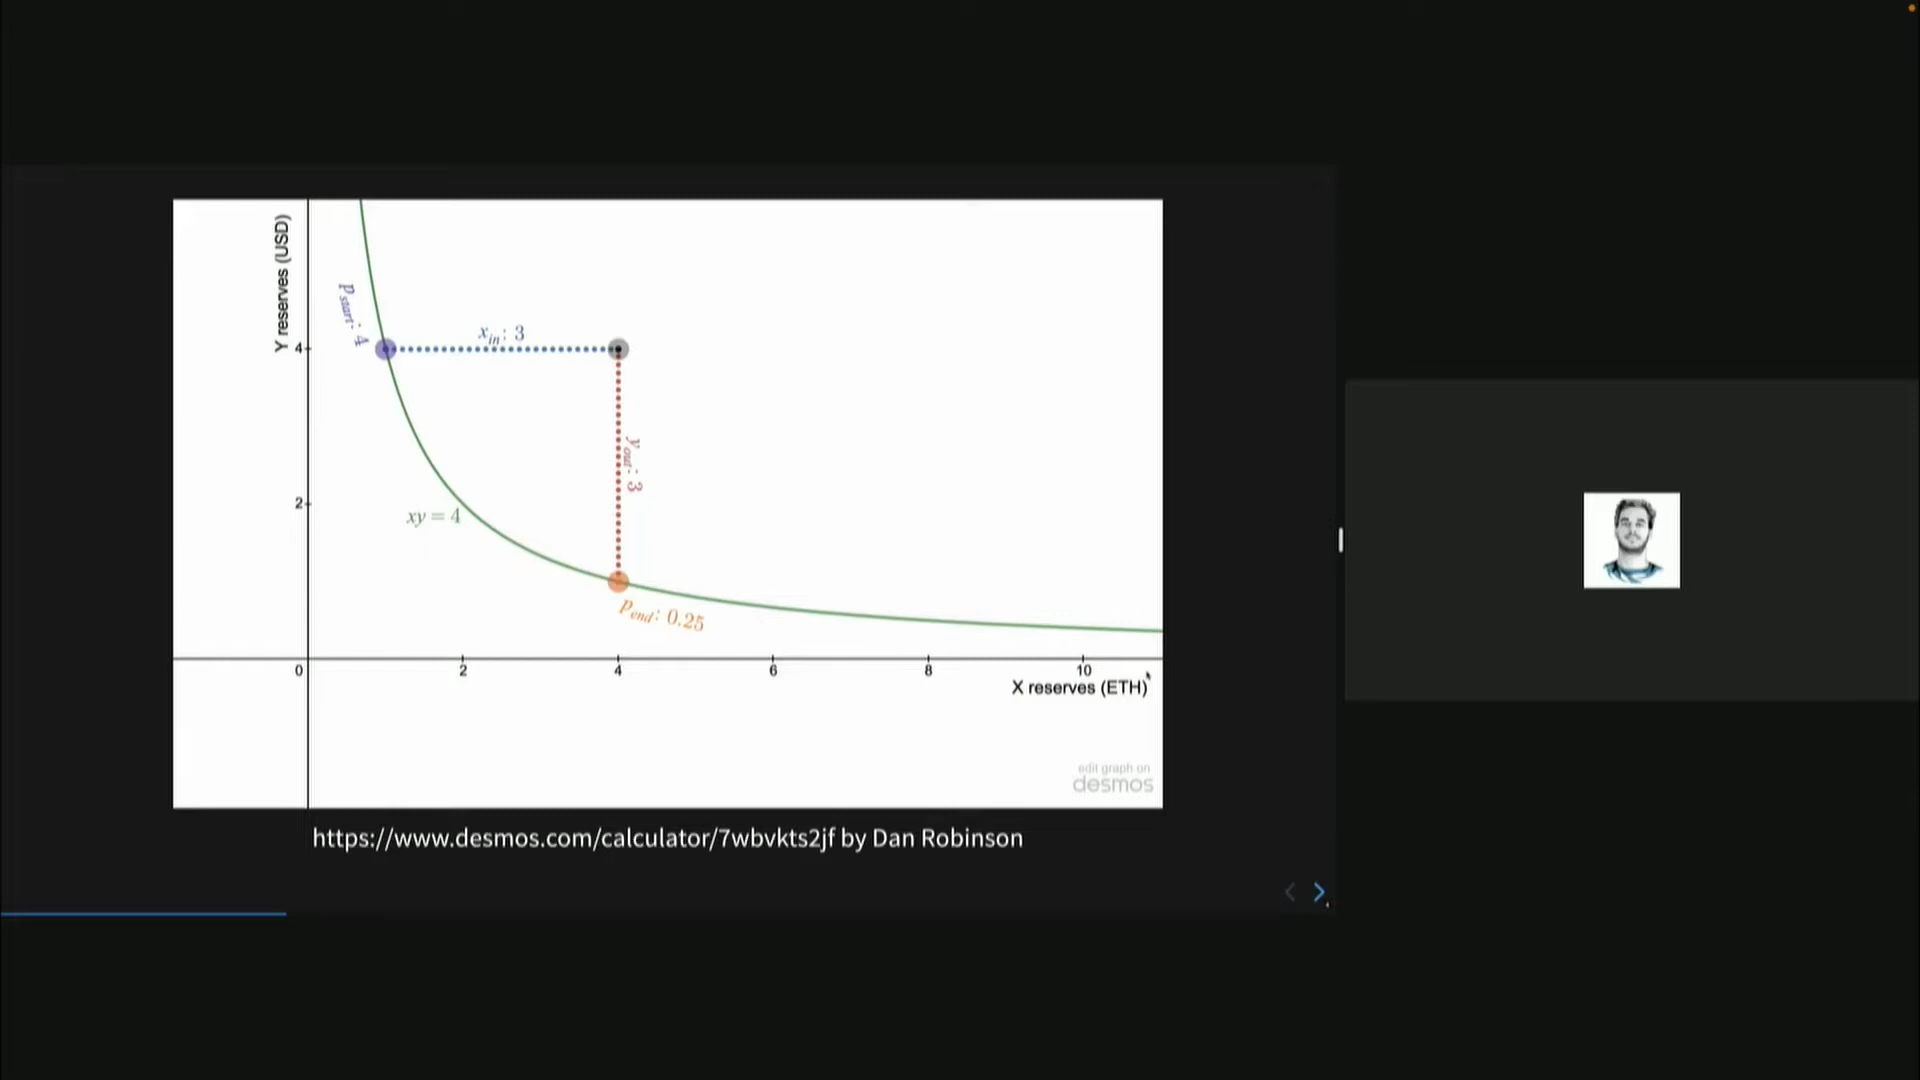 Y reserves (USD)
p_start: 4
x_in: 3
4
y_out: 3
2
xy = 4
p_end: 0.25
0
2
4
6
8
10
X reserves (ETH)
edit graph on
desmos
https://www.desmos.com/calculator/7wbvkts2jf by Dan Robinson